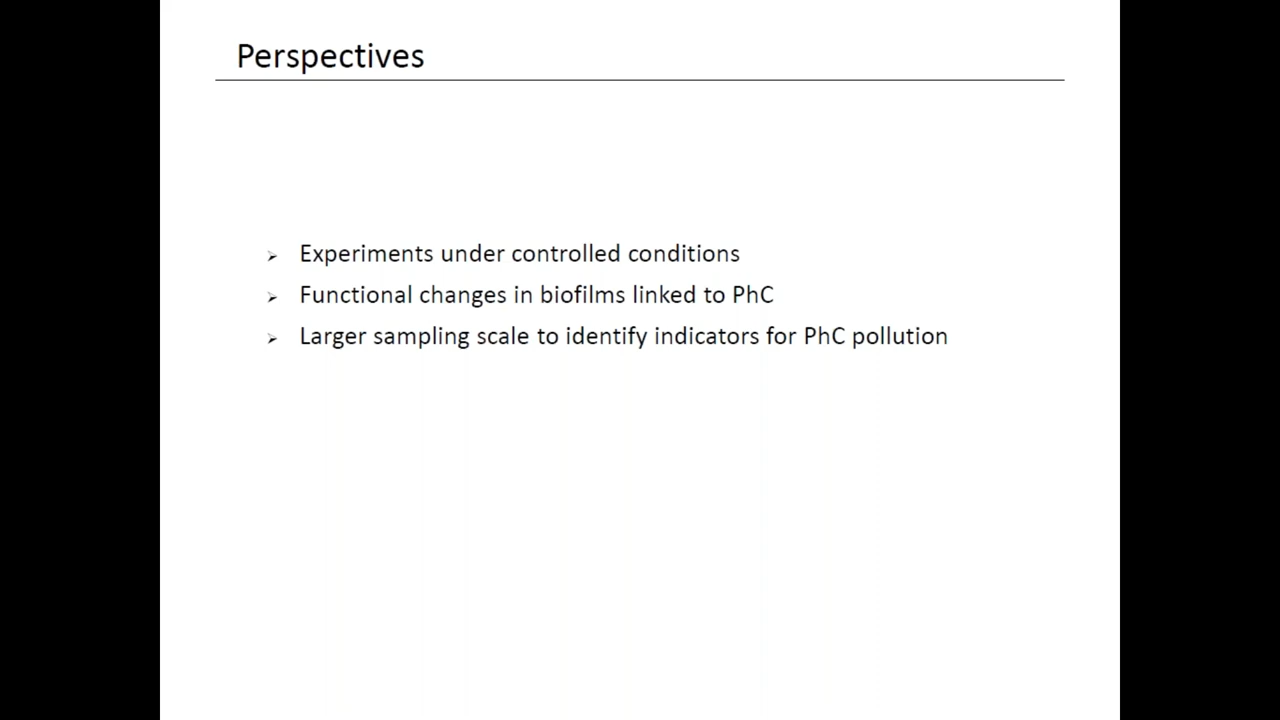 Perspectives
Experiments under controlled conditions
Functional changes in biofilms linked to PhC
Larger sampling scale to identify indicators for PhC pollution